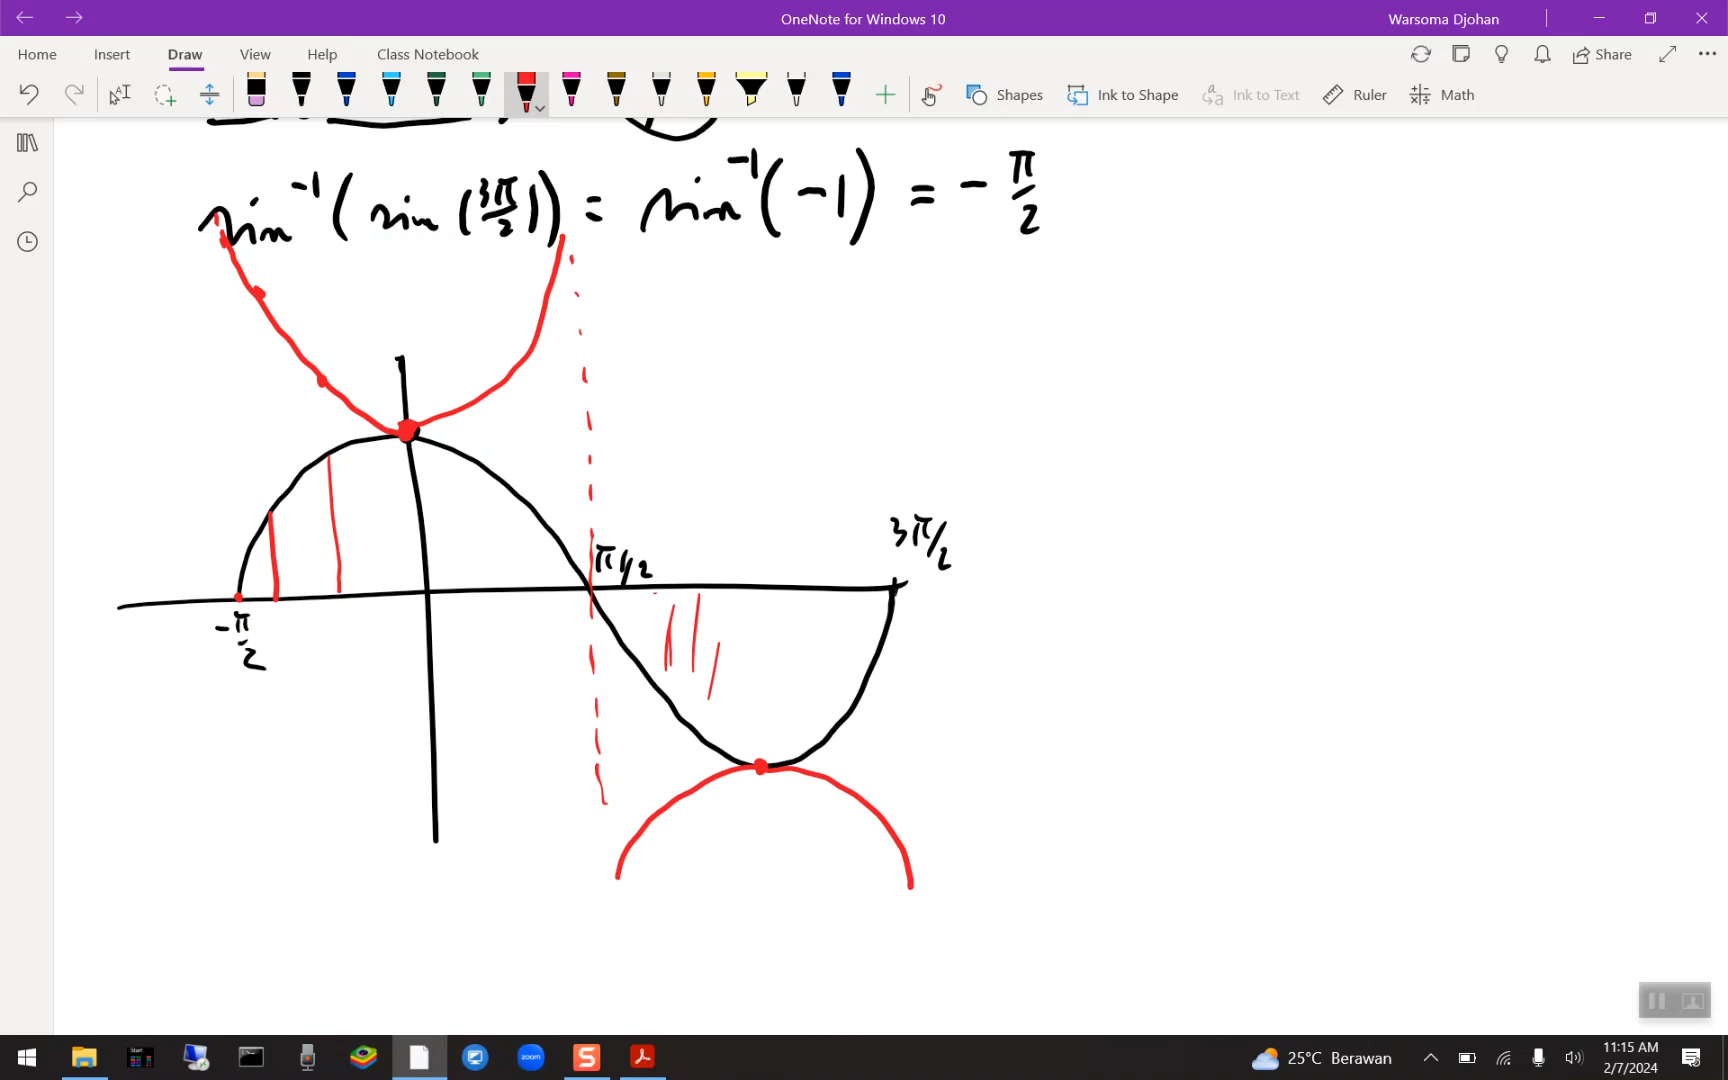 OneNote for Windows 10
Warsoma Djohan
Home Insert Draw View Help Class Notebook
Share
Shapes Ink to Shape Ink to Text Ruler Math
sin⁻¹(sin(3π/2)) = sin⁻¹(-1) = -π/2
3π/2
π/2
-π/2
Start
zoom
S
25°C Berawan
11:15 AM
2/7/2024